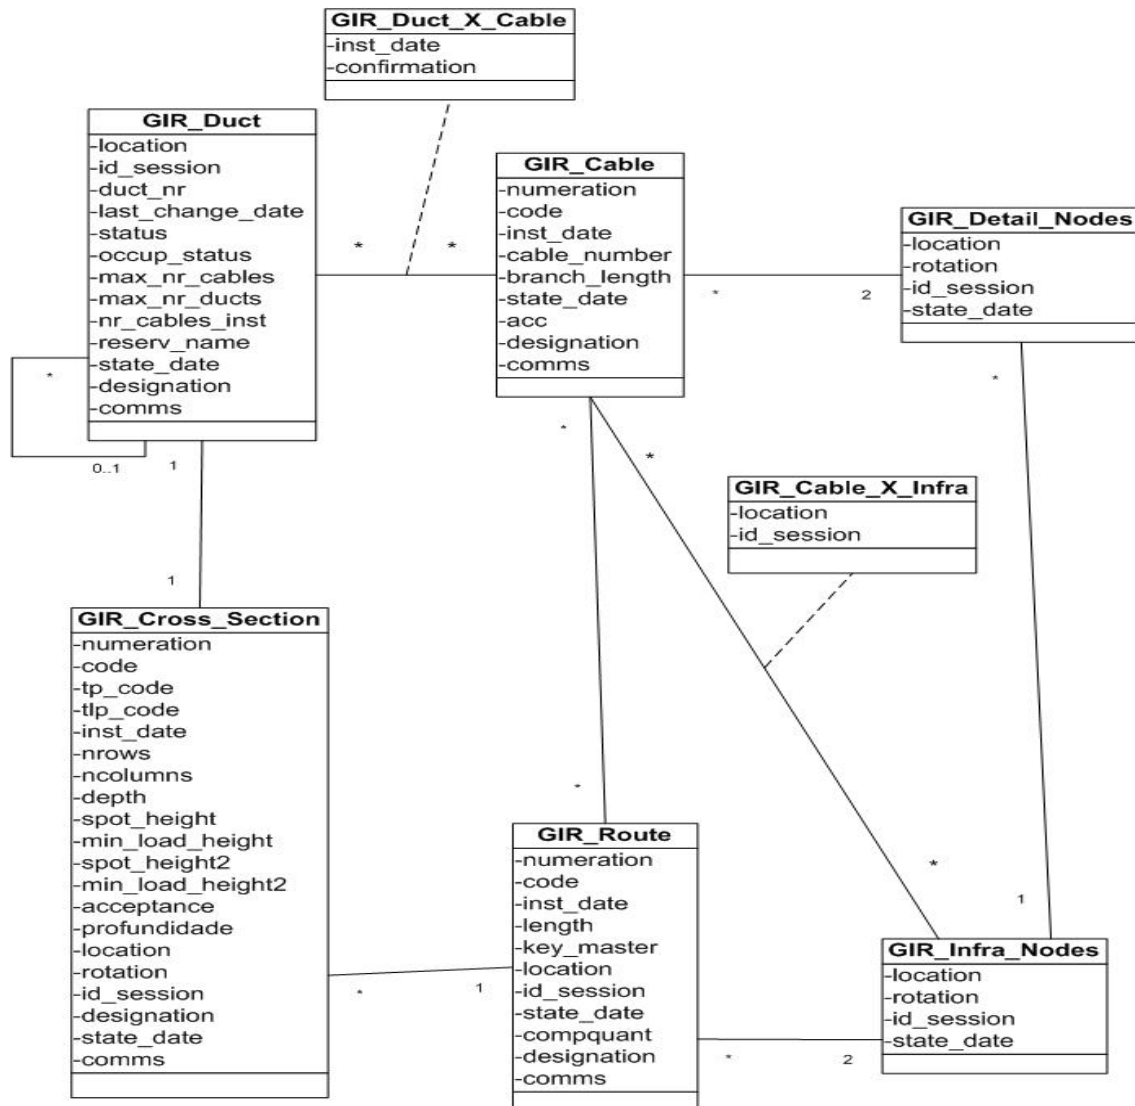 GIR_Duct_X_Cable
-inst_date
-confirmation
GIR_Duct
-location
-id_session
-duct_nr
-last_change_date
-status
-occup_status
-max_nr_cables
-max_nr_ducts
-nr_cables_inst
-reserv_name
-state_date
-designation
-comms
*
0..1
*
*
GIR_Cable
-numeration
-code
-inst_date
-cable_number
-branch_length
-state_date
-acc
-designation
-comms
*
2
GIR_Detail_Nodes
-location
-rotation
-id_session
-state_date
*
1
1
*
*
GIR_Cable_X_Infra
-location
-id_session
GIR_Cross_Section
-numeration
-code
-tp_code
-tlp_code
-inst_date
-nrows
-ncolumns
-depth
-spot_height
-min_load_height
-spot_height2
-min_load_height2
-acceptance
-profundidade
-location
-rotation
-id_session
-designation
-state_date
-comms
*
1
*
GIR_Route
-numeration
-code
-inst_date
-length
-key_master
-location
-id_session
-state_date
-compquant
-designation
-comms
*
2
*
1
GIR_Infra_Nodes
-location
-rotation
-id_session
-state_date